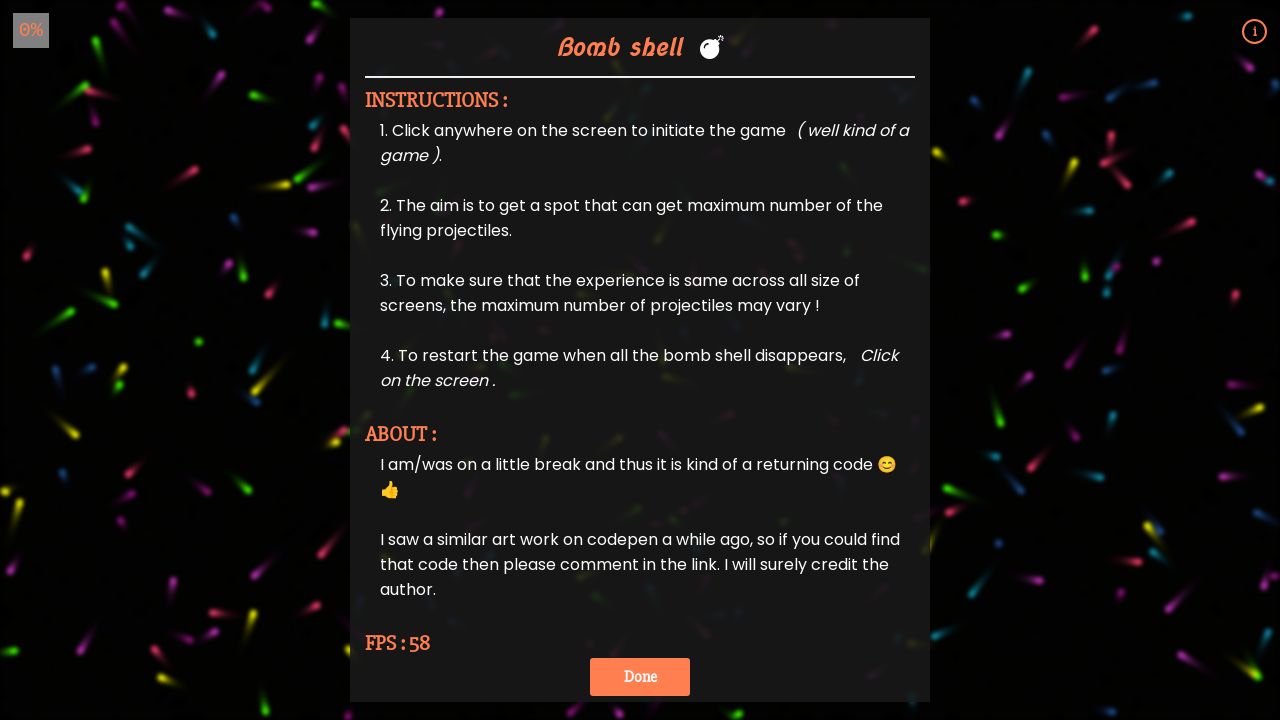 0%
Bomb shell 💣
i
INSTRUCTIONS :
1. Click anywhere on the screen to initiate the game ( well kind of a
game ).
2. The aim is to get a spot that can get maximum number of the
flying projectiles.
3. To make sure that the experience is same across all size of
screens, the maximum number of projectiles may vary !
4. To restart the game when all the bomb shell disappears, Click
on the screen .
ABOUT :
I am/was on a little break and thus it is kind of a returning code 😊
👍
I saw a similar art work on codepen a while ago, so if you could find
that code then please comment in the link. I will surely credit the
author.
FPS : 58
Done